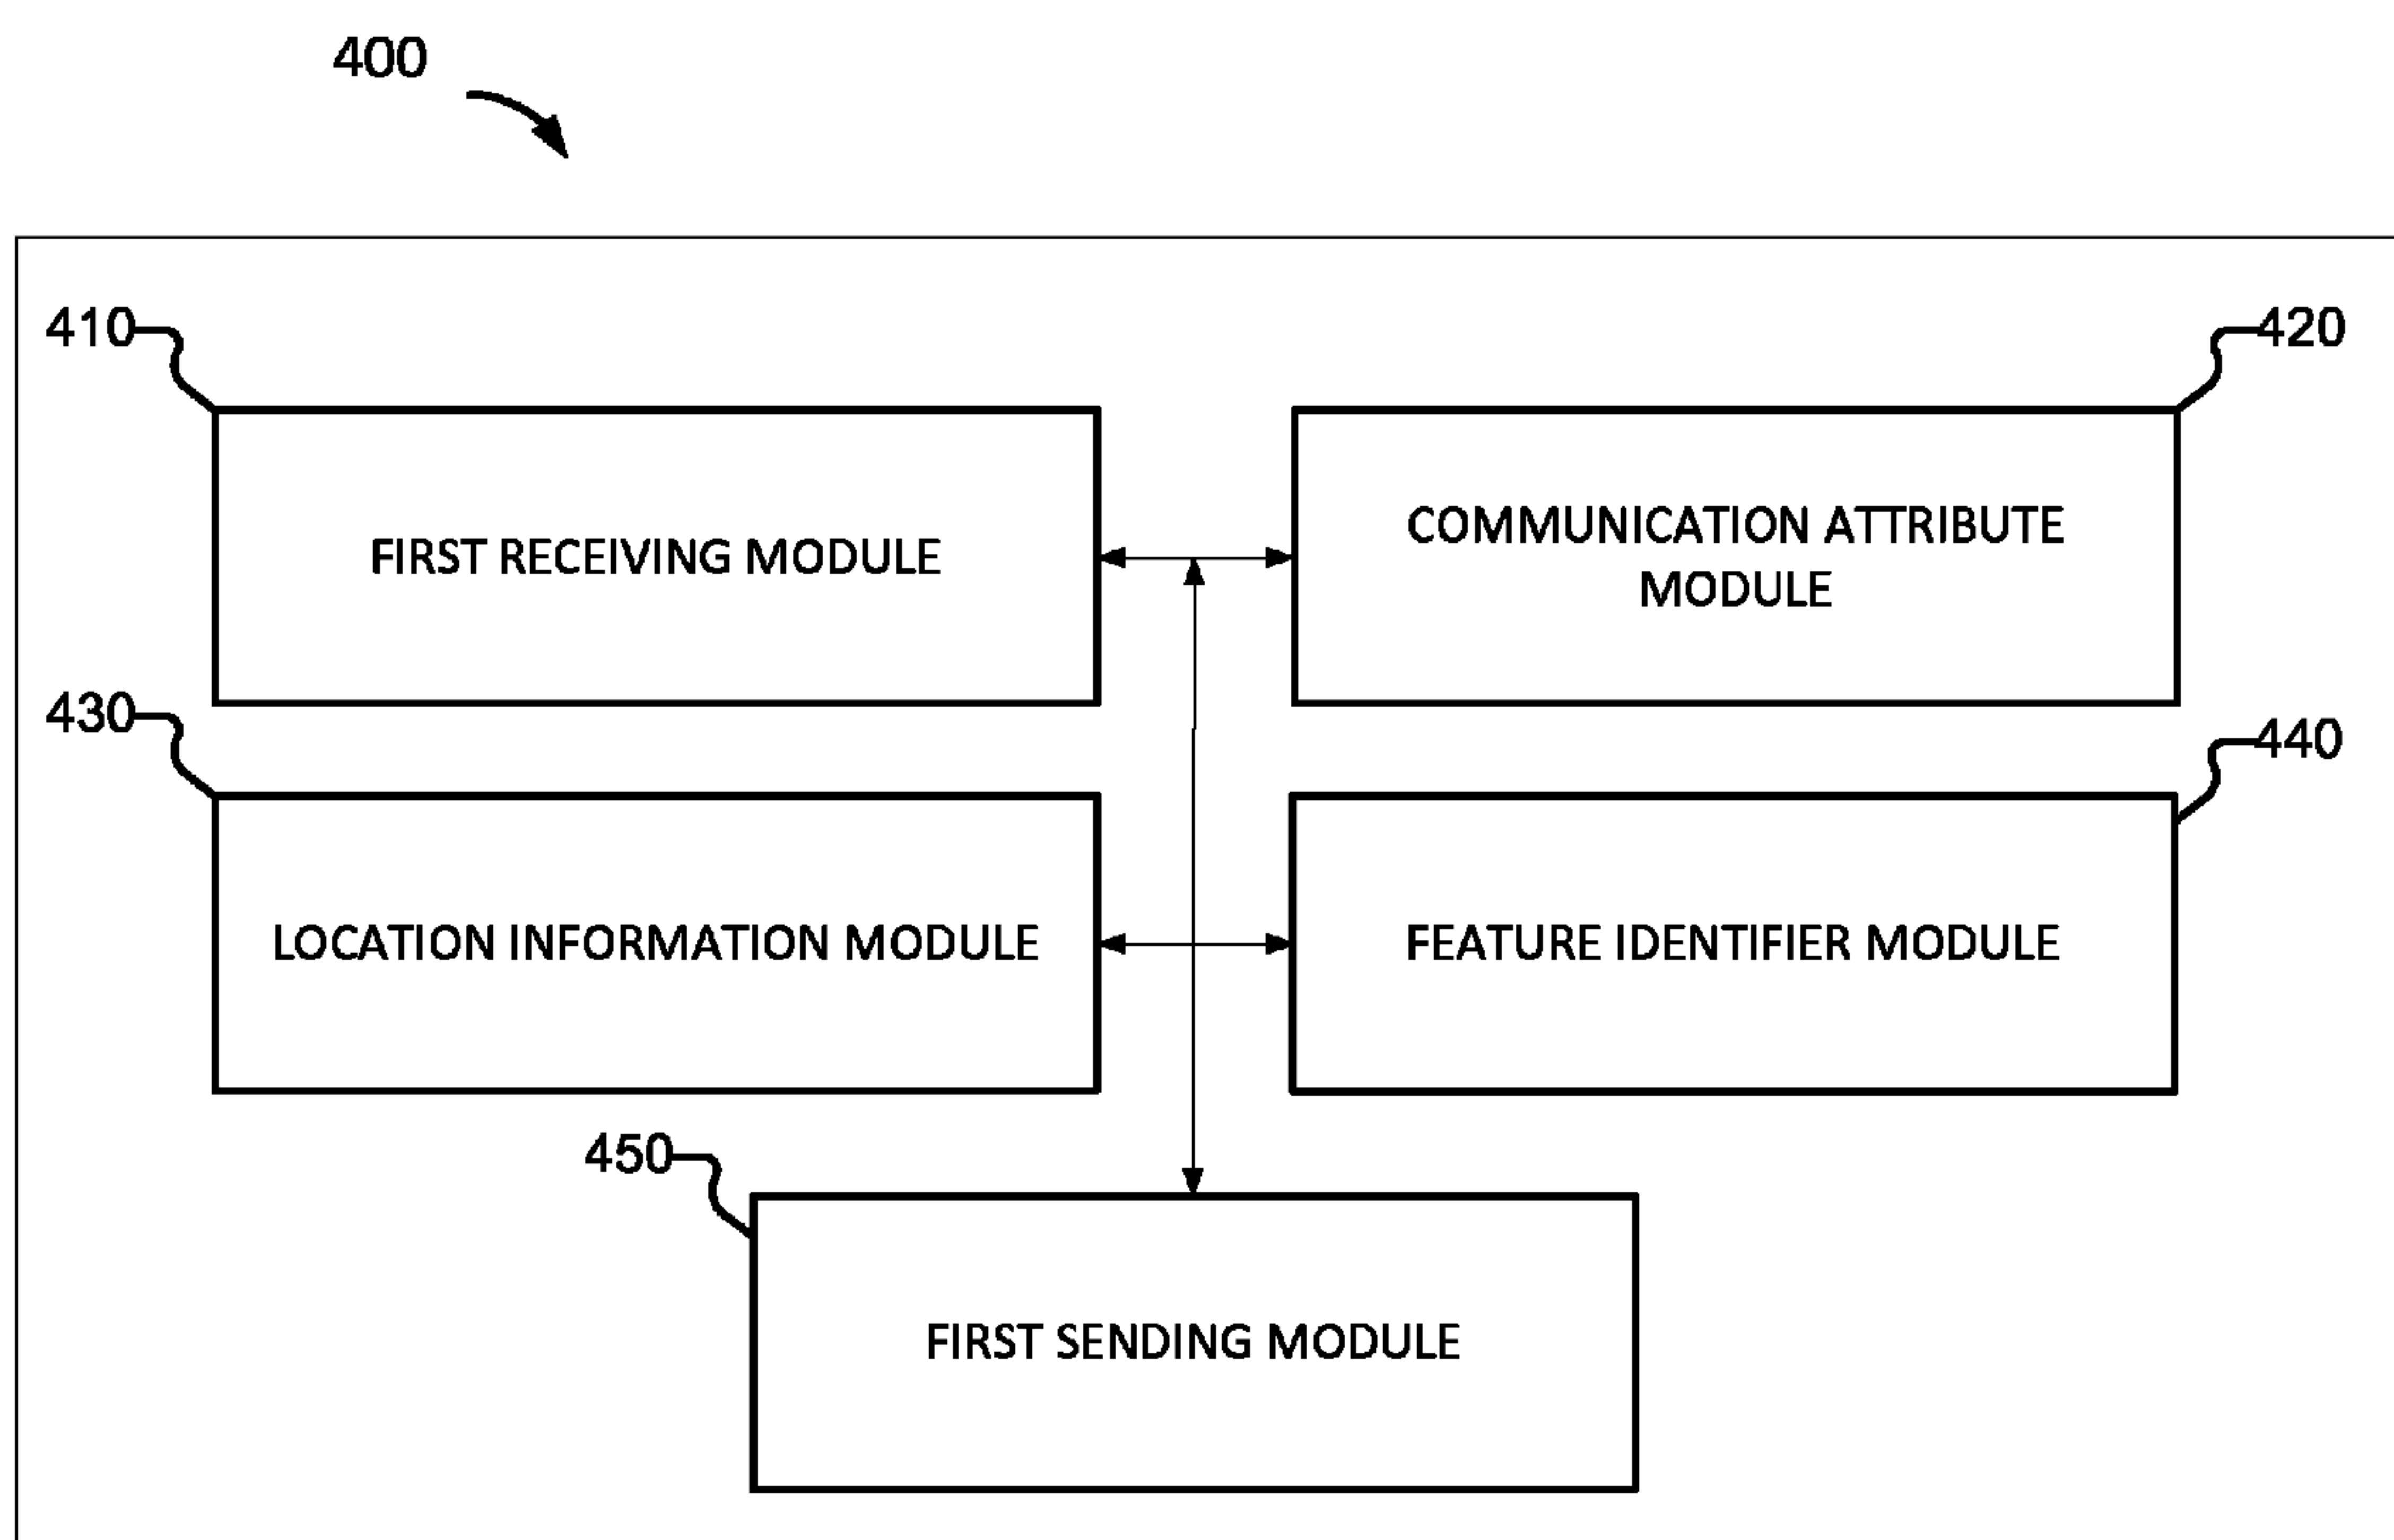 400
410
420
FIRST RECEIVING MODULE
COMMUNICATION ATTRIBUTE
MODULE
430
440
LOCATION INFORMATION MODULE
FEATURE IDENTIFIER MODULE
450
FIRST SENDING MODULE